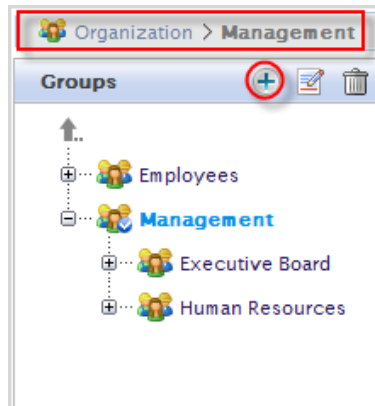 Organization > Management
Groups
Employees
Management
Executive Board
Human Resources